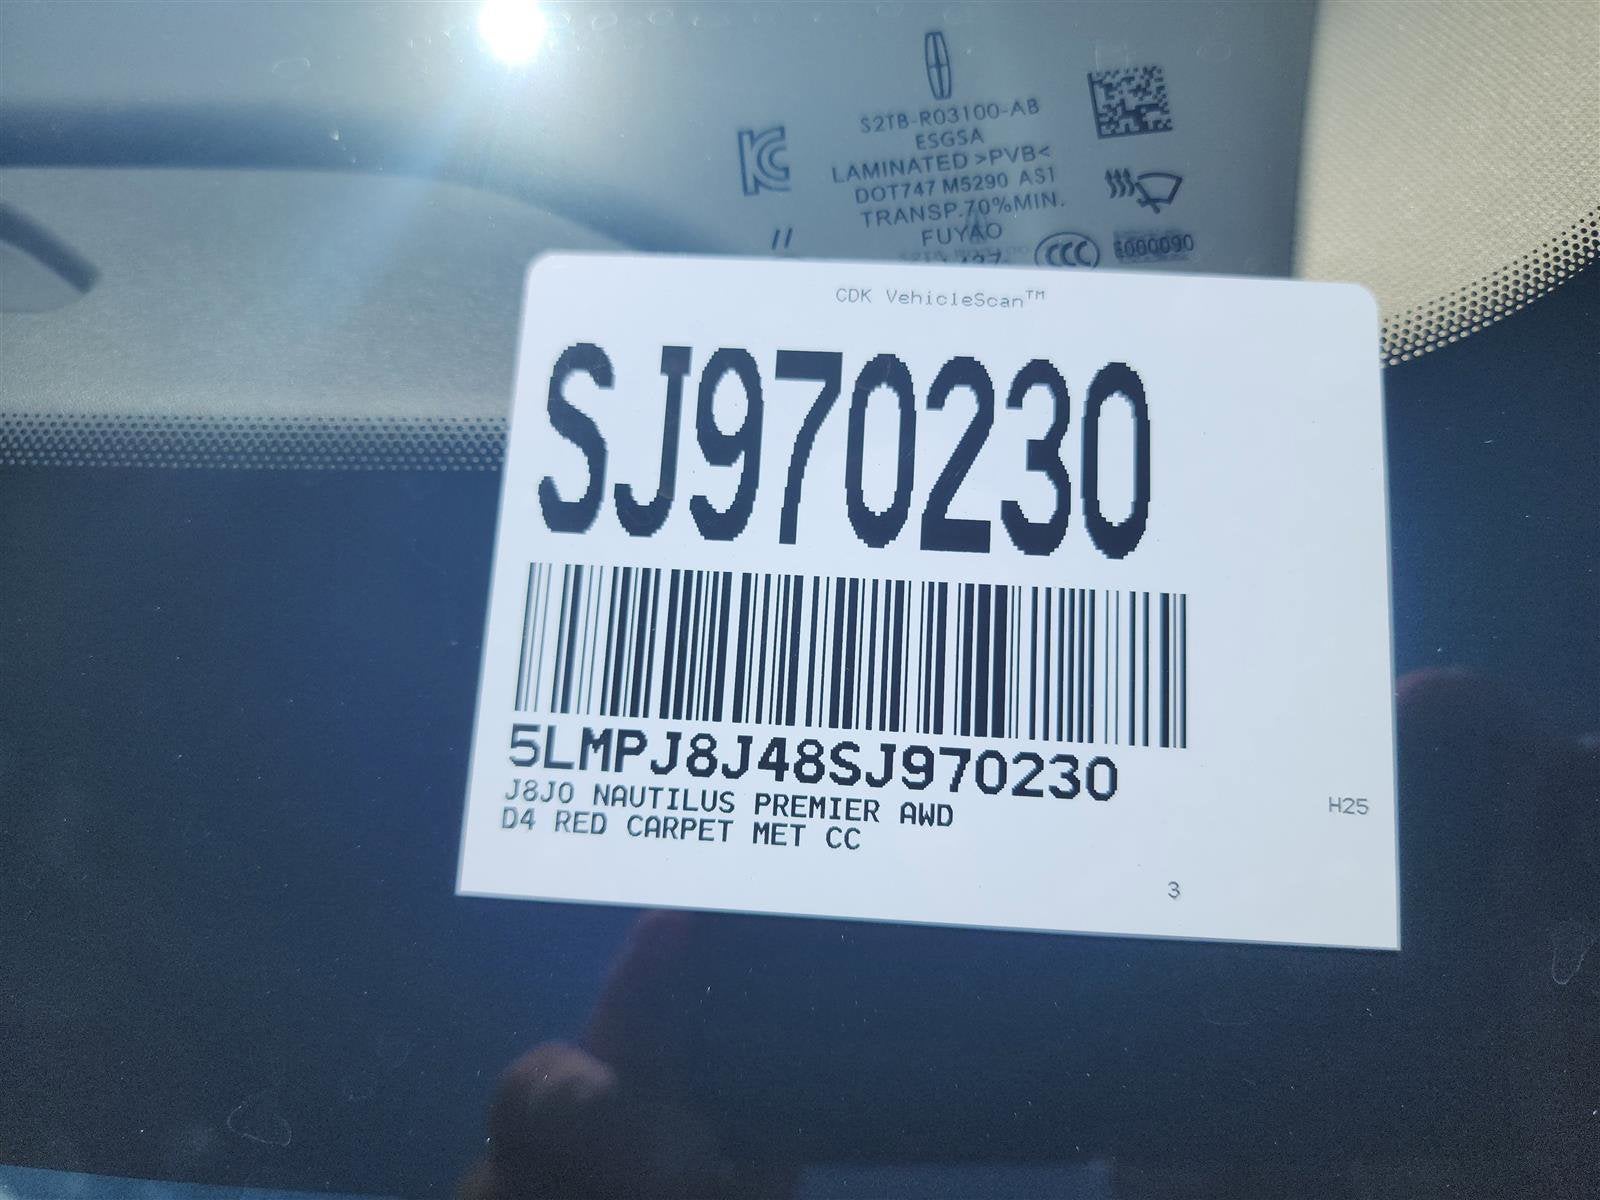 S2TB-R03100-AB
ESGSA
LAMINATED >PVB<
DOT747 M5290 AS1
TRANSP.70%MIN.
FUYAO
CCC
CDK VehicleScan™
SJ970230
5LMPJ8J48SJ970230
J8J0 NAUTILUS PREMIER AWD
D4 RED CARPET MET CC
H25
3